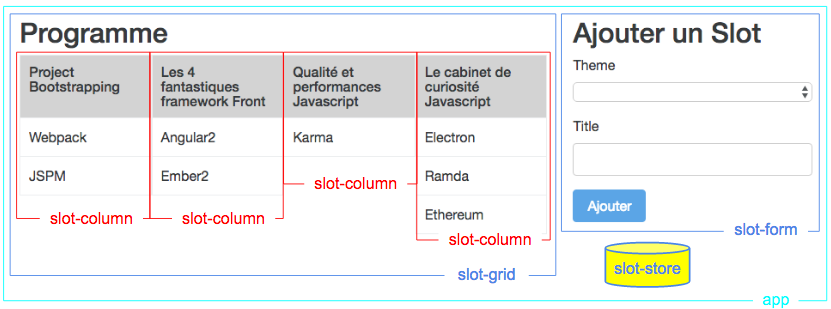 Programme
Project
Bootstrapping
Webpack
JSPM
slot-column
Les 4
fantastiques
framework Front
Angular2
Ember2
slot-column
Qualité et
performances
Javascript
Karma
slot-column
Le cabinet de
curiosité
Javascript
Electron
Ramda
Ethereum
slot-column
slot-grid
Ajouter un Slot
Theme
Title
Ajouter
slot-form
slot-store
app